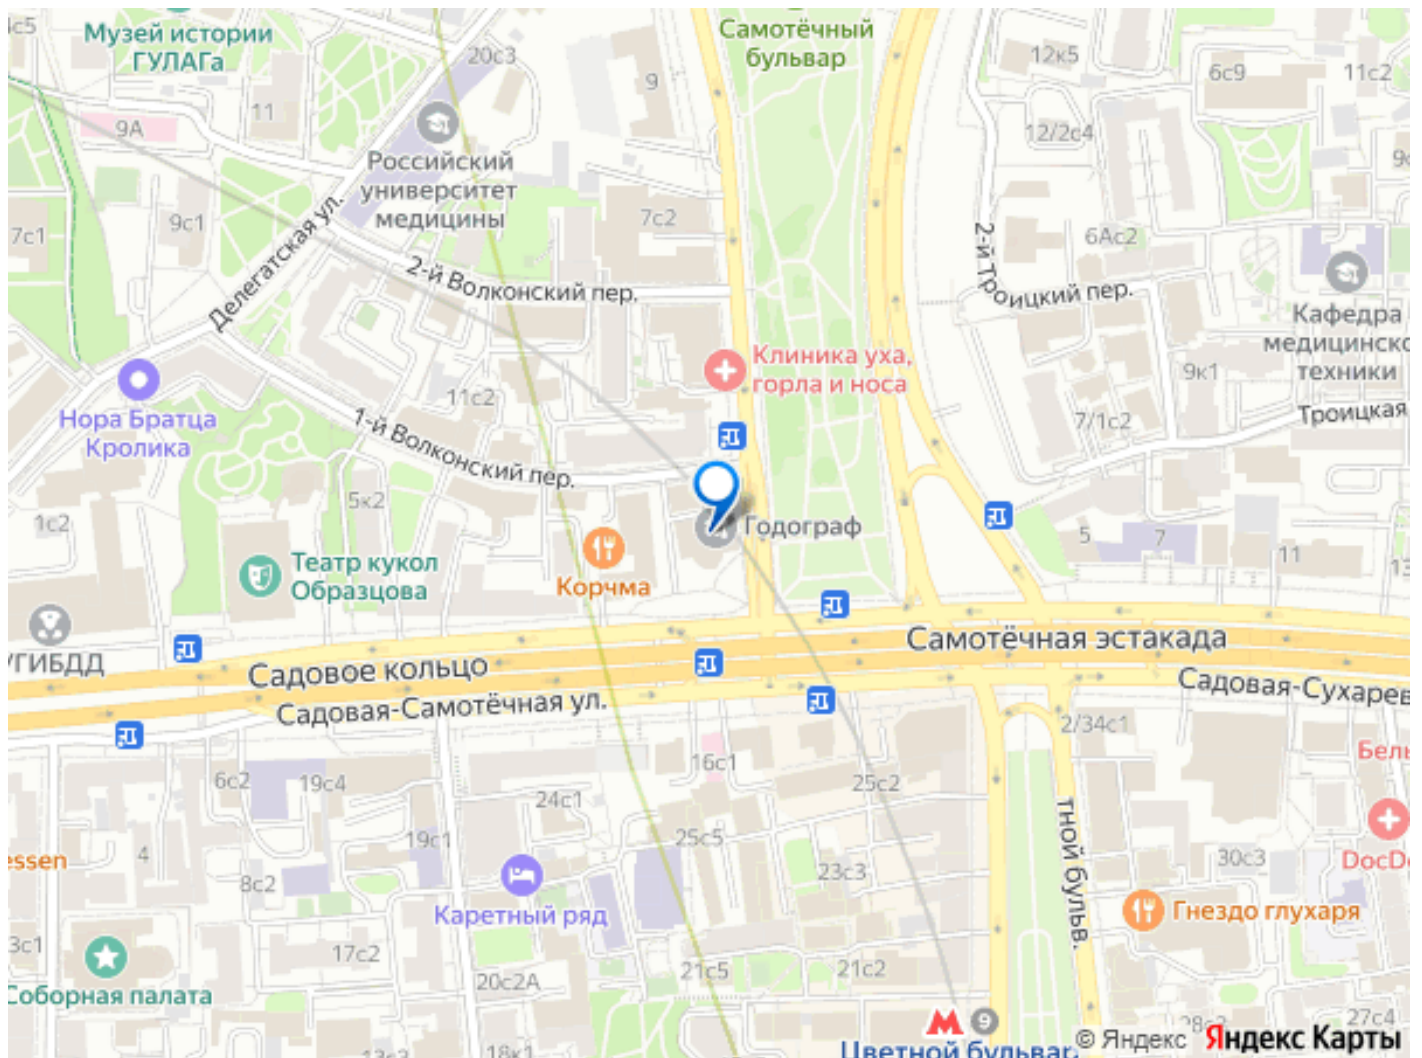 Музей истории
ГУЛАГа
20с3
Самотёчный
бульвар
9
12к5
6с9
11с2
11
9А
12/2с4
Российский
университет
медицины
9с1
7с1
7с2
6Ас2
Делегатская ул.
2-й Волконский пер.
2-й Троицкий пер.
Кафедра
техники
Клиника уха,
горла и носа
9к1
11с2
Нора Братца
Кролика
1-й Волконский пер.
7/1с2
Троицкая
5к2
1с2
Годограф
5
7
11
Театр кукол
Образцова
Корчма
Самотёчная эстакада
УГИБДД
Садовое кольцо
Садовая-Самотёчная ул.
2/34с1
16с1
6с2
19с4
25с2
24с1
25с5
19с1
4
8с2
23с3
30с3
Каретный ряд
Гнездо глухаря
17с2
20с2А
21с5
21с2
Соборная палата
9
28с
27с4
18к1
Цветной бульвар
© Яндекс Яндекс Карты